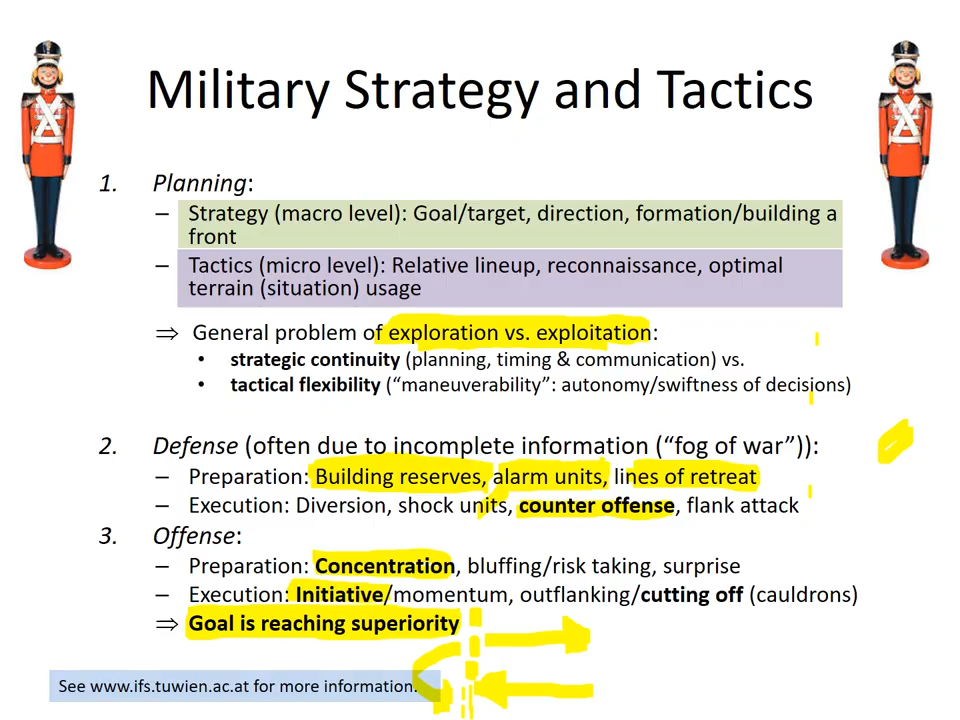 Military Strategy and Tactics
1. Planning:
– Strategy (macro level): Goal/target, direction, formation/building a
front
– Tactics (micro level): Relative lineup, reconnaissance, optimal
terrain (situation) usage
⇒ General problem of exploration vs. exploitation:
• strategic continuity (planning, timing & communication) vs.
• tactical flexibility (“maneuverability”: autonomy/swiftness of decisions)
2. Defense (often due to incomplete information (“fog of war”)):
– Preparation: Building reserves, alarm units, lines of retreat
– Execution: Diversion, shock units, counter offense, flank attack
3. Offense:
– Preparation: Concentration, bluffing/risk taking, surprise
– Execution: Initiative/momentum, outflanking/cutting off (cauldrons)
⇒ Goal is reaching superiority
See www.ifs.tuwien.ac.at for more information.